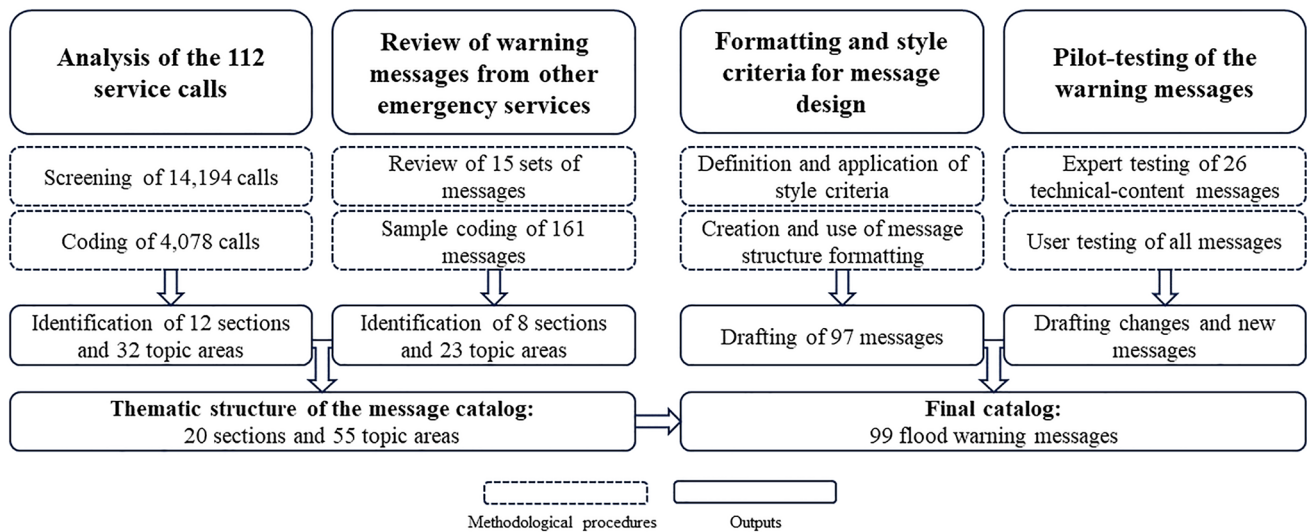 Analysis of the 112
service calls
Review of warning
messages from other
emergency services
Formatting and style
criteria for message
design
Pilot-testing of the
warning messages
Screening of 14,194 calls
Review of 15 sets of
messages
Definition and application of
style criteria
Expert testing of 26
technical-content messages
Coding of 4,078 calls
Sample coding of 161
messages
Creation and use of message
structure formatting
User testing of all messages
Identification of 12 sections
and 32 topic areas
Identification of 8 sections
and 23 topic areas
Drafting of 97 messages
Drafting changes and new
messages
Thematic structure of the message catalog:
20 sections and 55 topic areas
Final catalog:
99 flood warning messages
Methodological procedures
Outputs